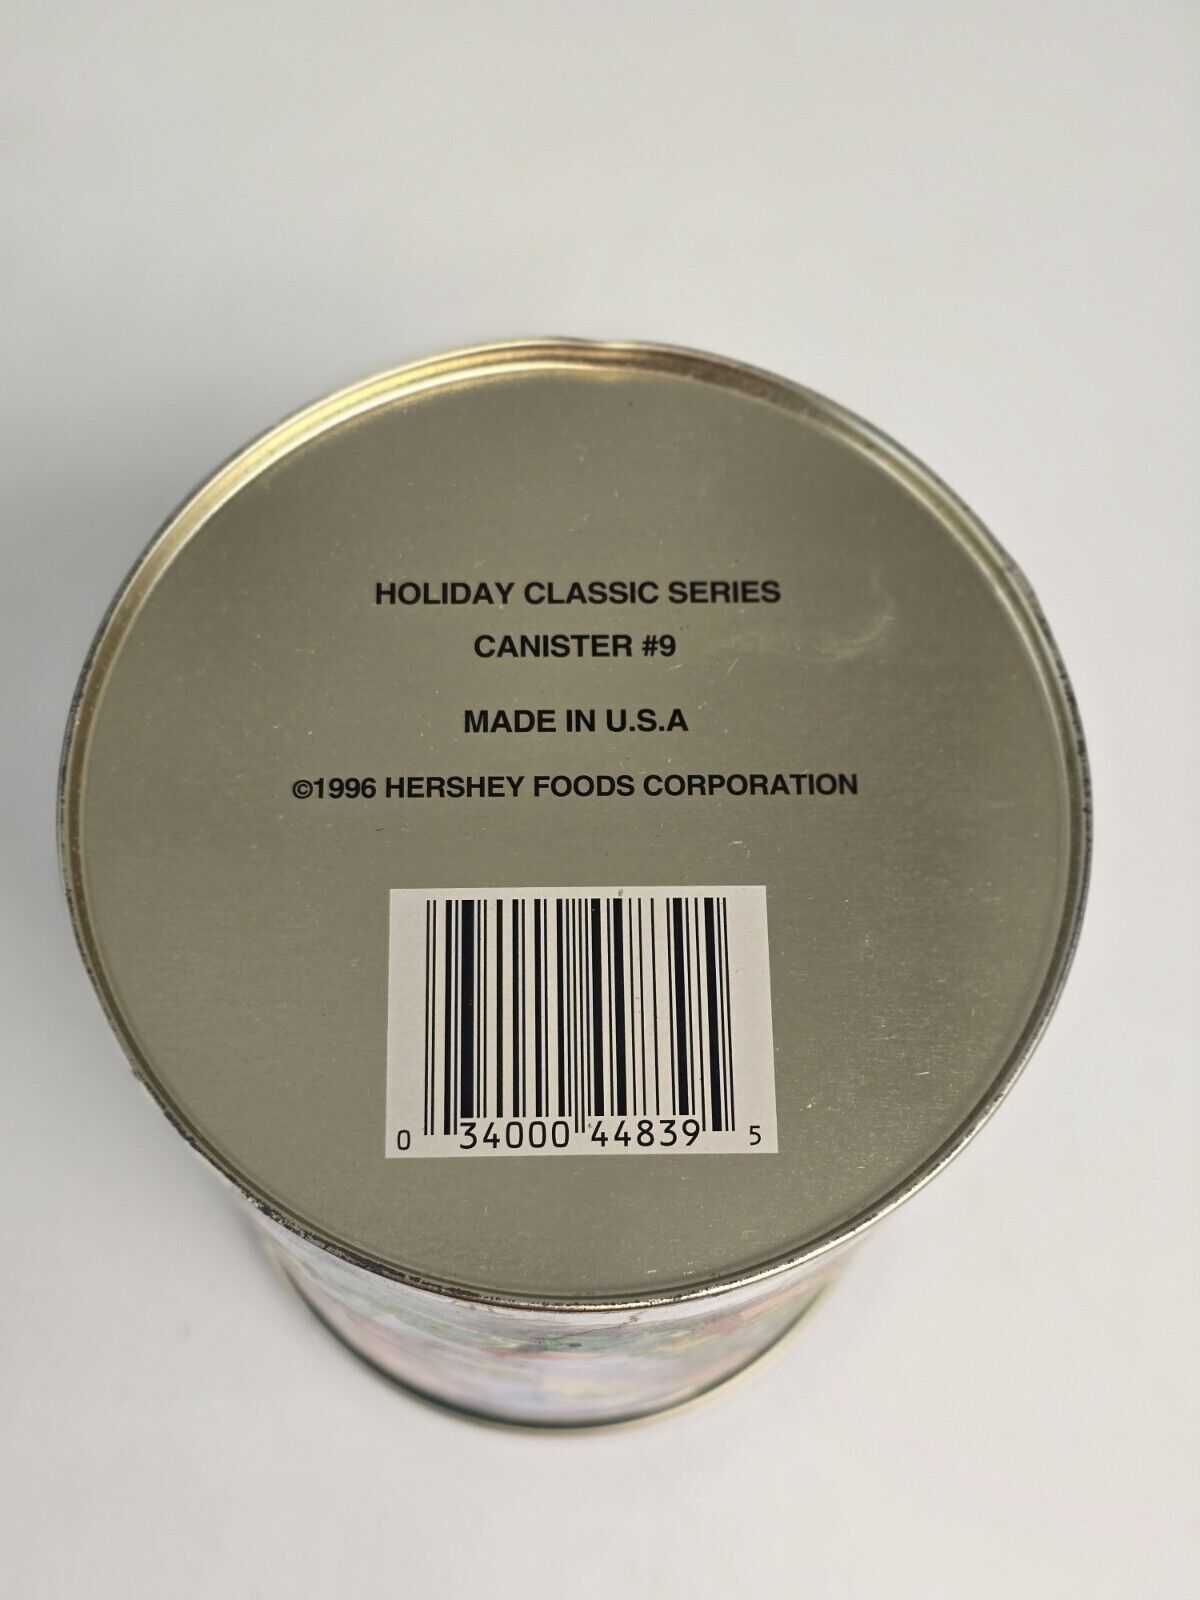 HOLIDAY CLASSIC SERIES
CANISTER #9
MADE IN U.S.A
©1996 HERSHEY FOODS CORPORATION
0 34000 44839 5